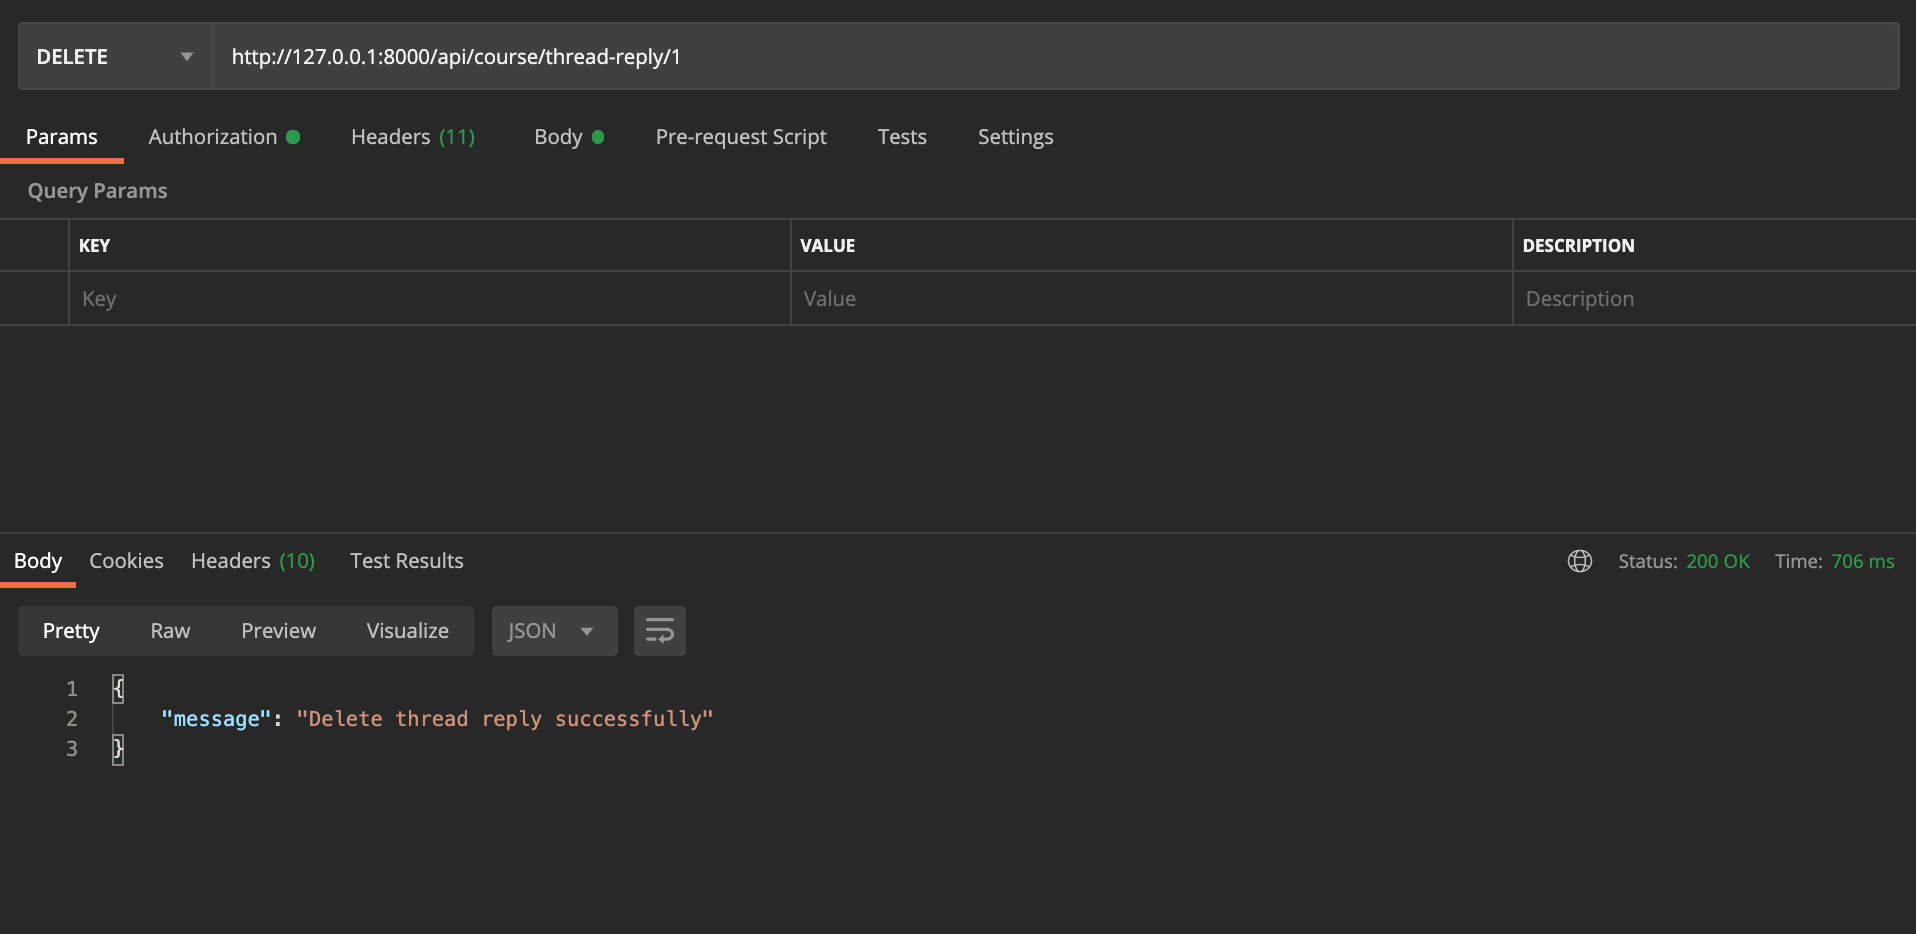 DELETE http://127.0.0.1:8000/api/course/thread-reply/1
Params Authorization Headers (11) Body Pre-request Script Tests Settings
Query Params
KEY VALUE DESCRIPTION
Key Value Description
Body Cookies Headers (10) Test Results Status: 200 OK Time: 706 ms
Pretty Raw Preview Visualize JSON
1 {
2 "message": "Delete thread reply successfully"
3 }